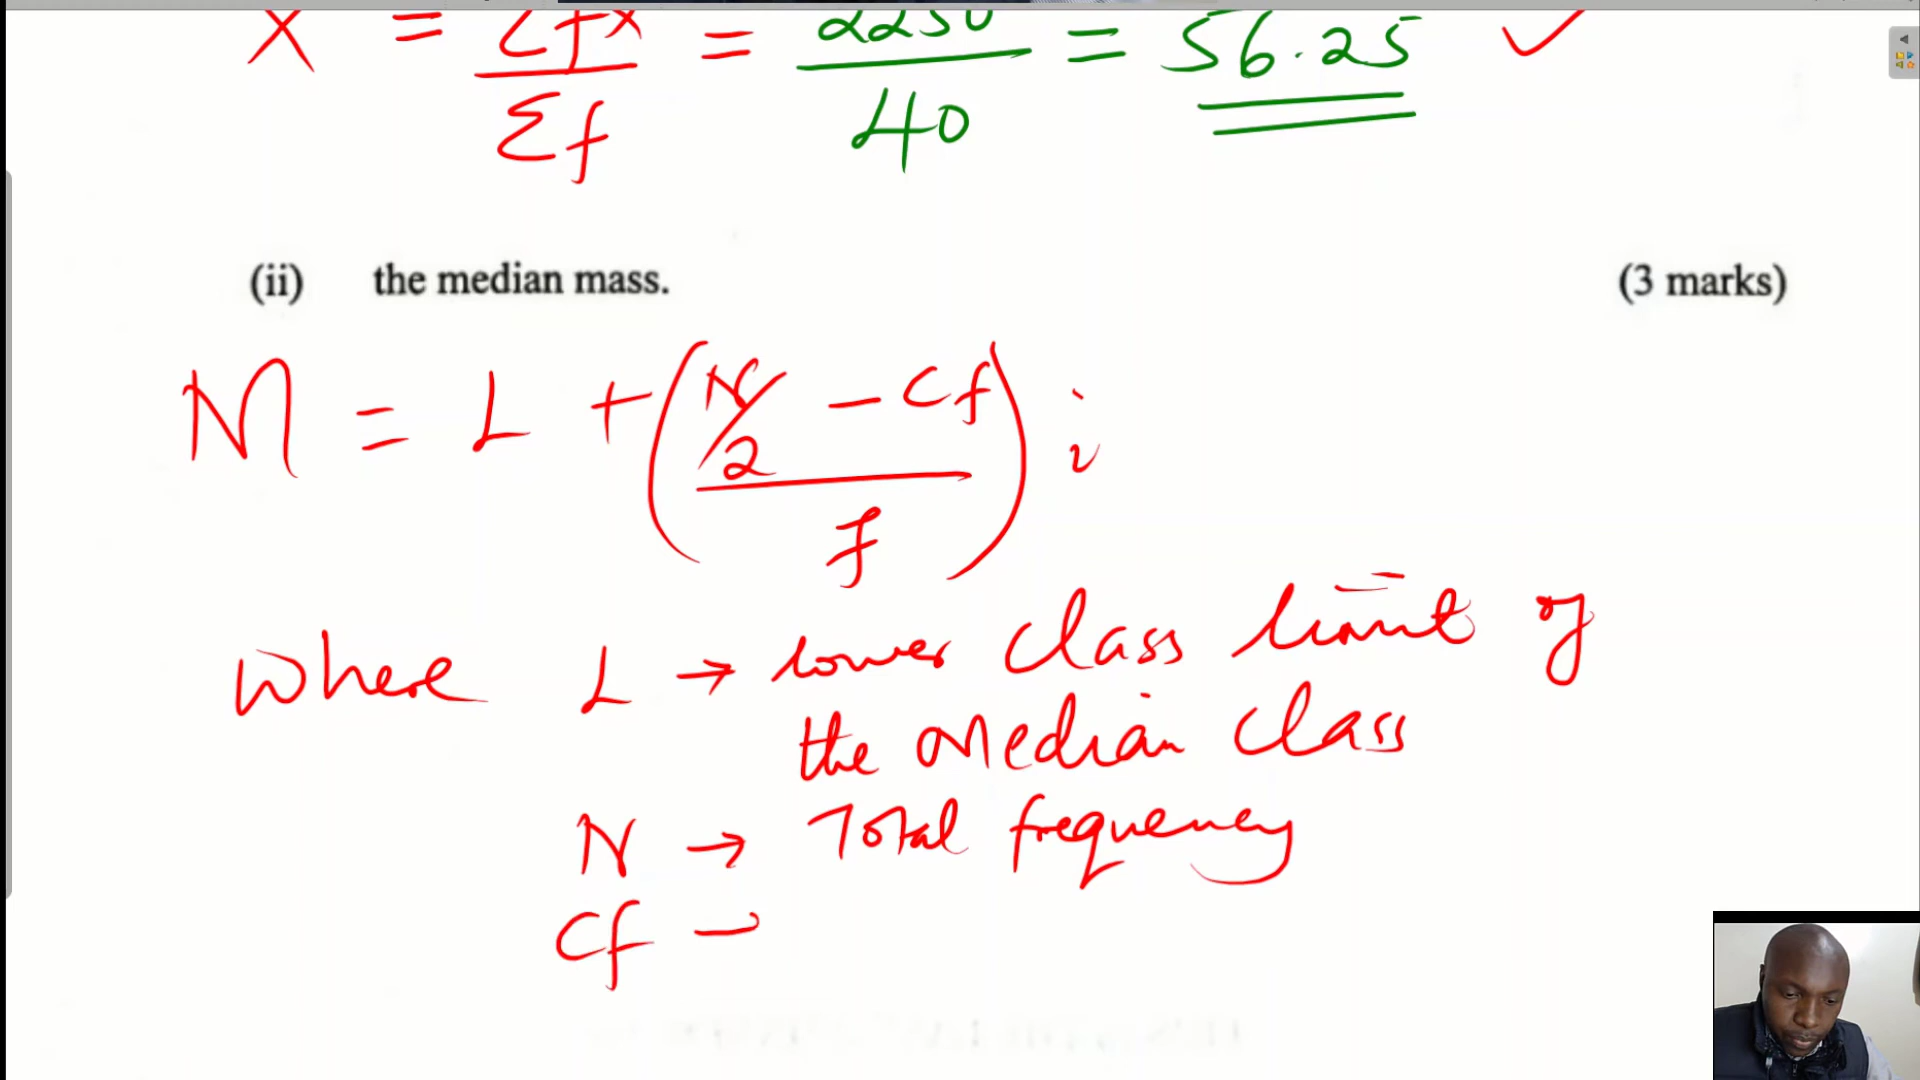 x = Σfx/Σf = 2250/40 = 56.25 ✓
(ii) the median mass. (3 marks)
M = L + (N/2 - Cf / f) i
Where L → lower class limit of
the Median class
N → Total frequency
Cf →